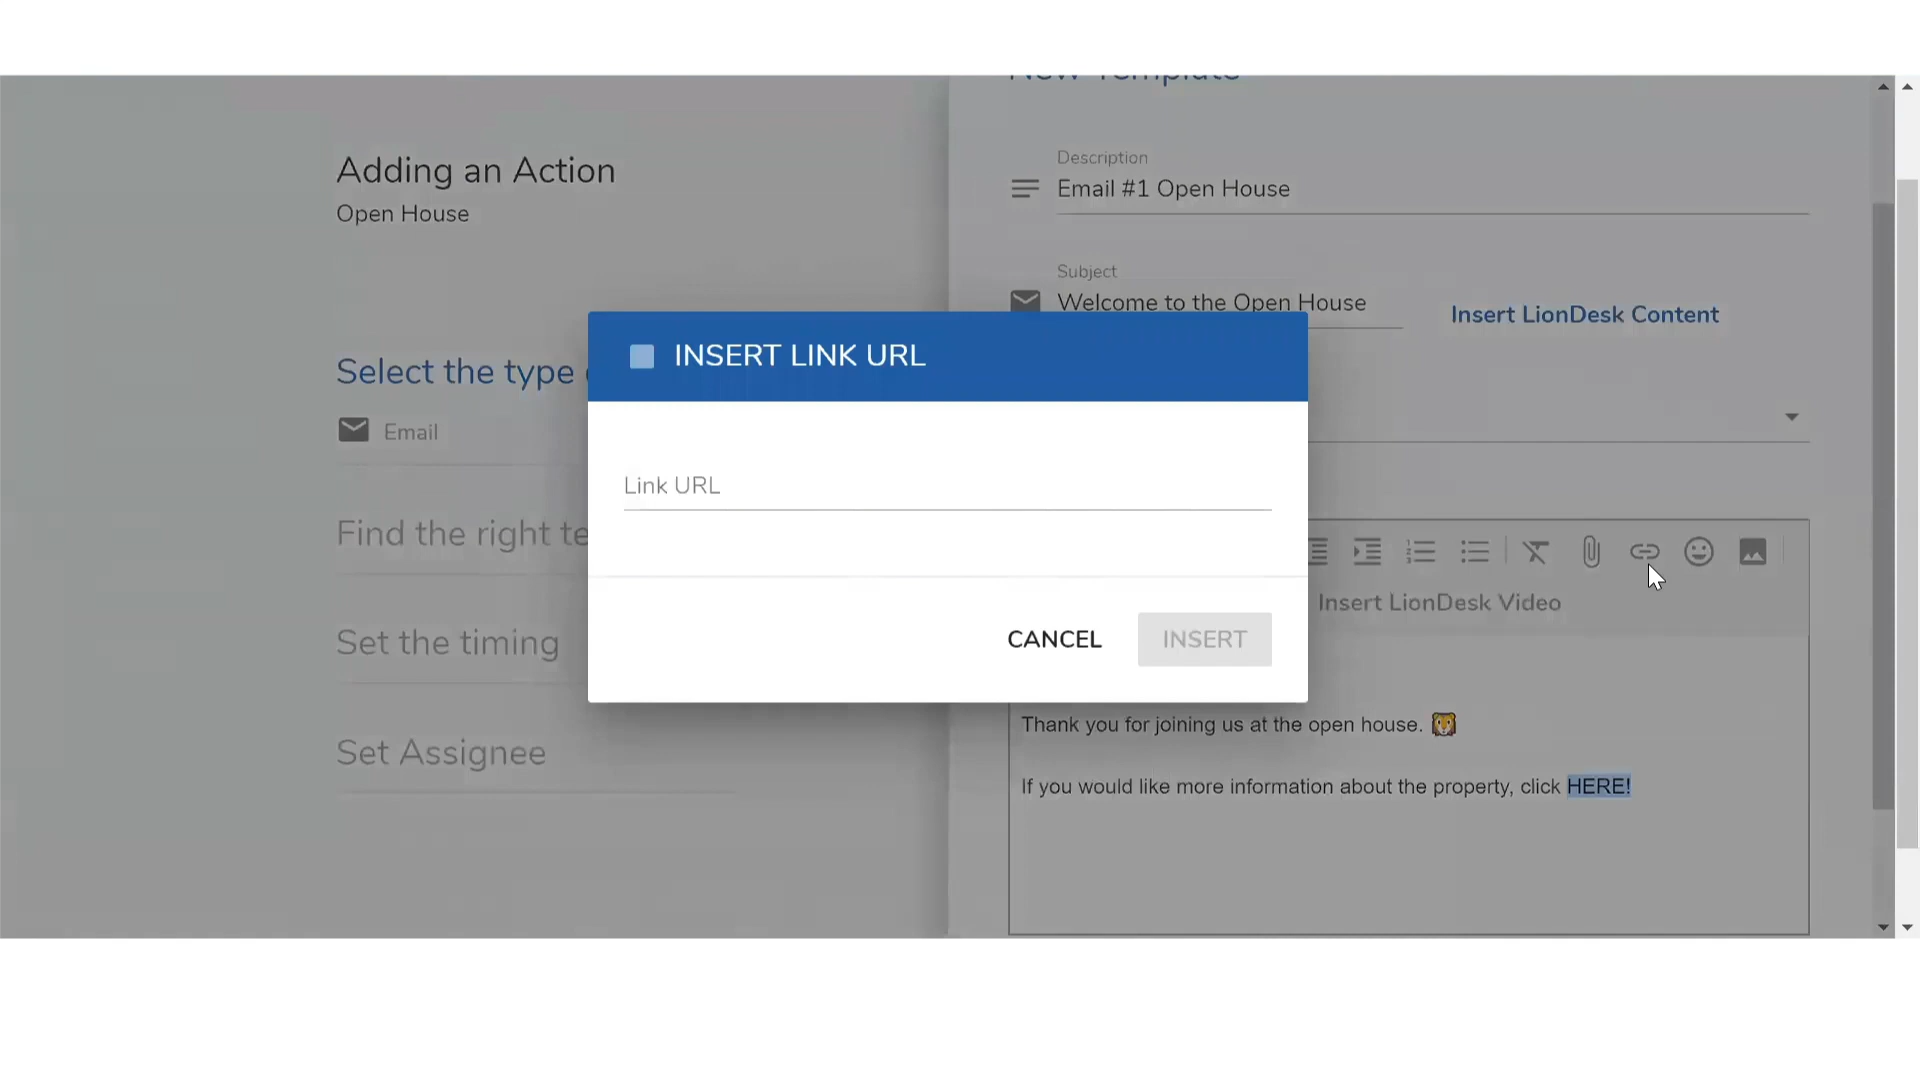 New Template
Adding an Action
Open House
Description
Email #1 Open House
Subject
Welcome to the Open House
Insert LionDesk Content
INSERT LINK URL
Select the type
Email
Link URL
Find the right te
Insert LionDesk Video
CANCEL
INSERT
Set the timing
Thank you for joining us at the open house. 🦁
Set Assignee
If you would like more information about the property, click HERE!